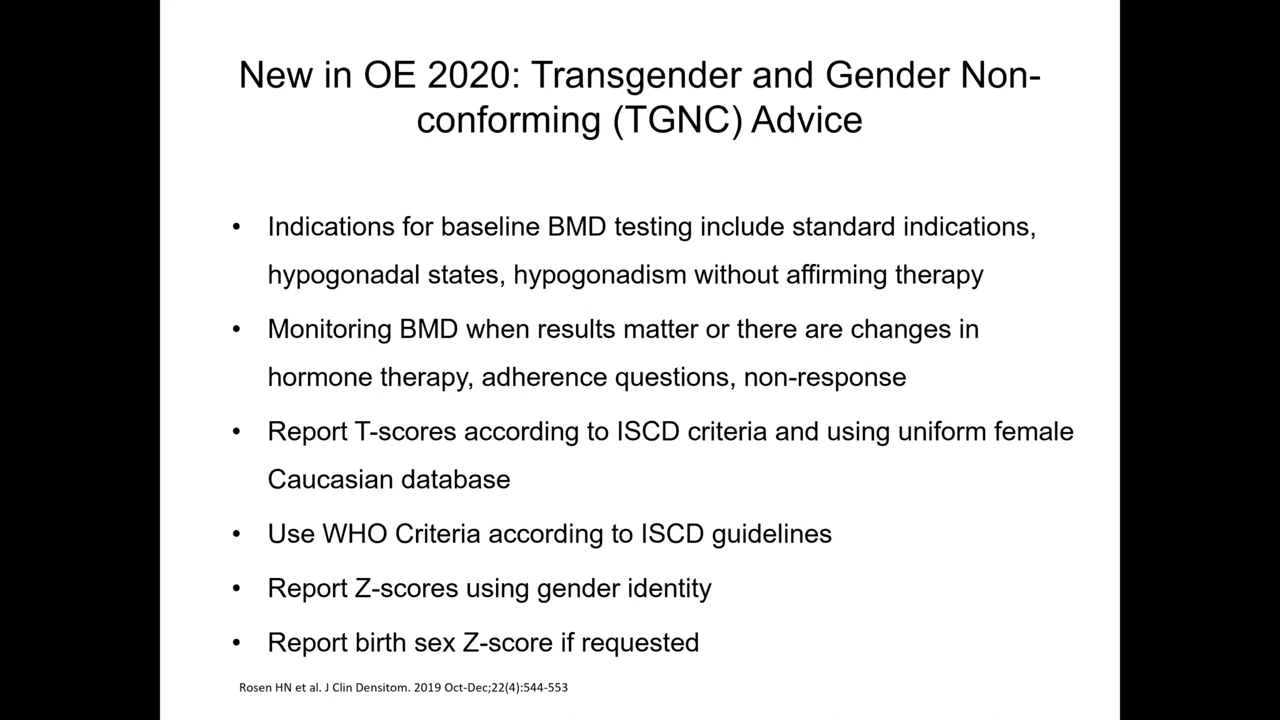 New in OE 2020: Transgender and Gender Non-
conforming (TGNC) Advice
• Indications for baseline BMD testing include standard indications,
hypogonadal states, hypogonadism without affirming therapy
• Monitoring BMD when results matter or there are changes in
hormone therapy, adherence questions, non-response
• Report T-scores according to ISCD criteria and using uniform female
Caucasian database
• Use WHO Criteria according to ISCD guidelines
• Report Z-scores using gender identity
• Report birth sex Z-score if requested
Rosen HN et al. J Clin Densitom. 2019 Oct-Dec;22(4):544-553